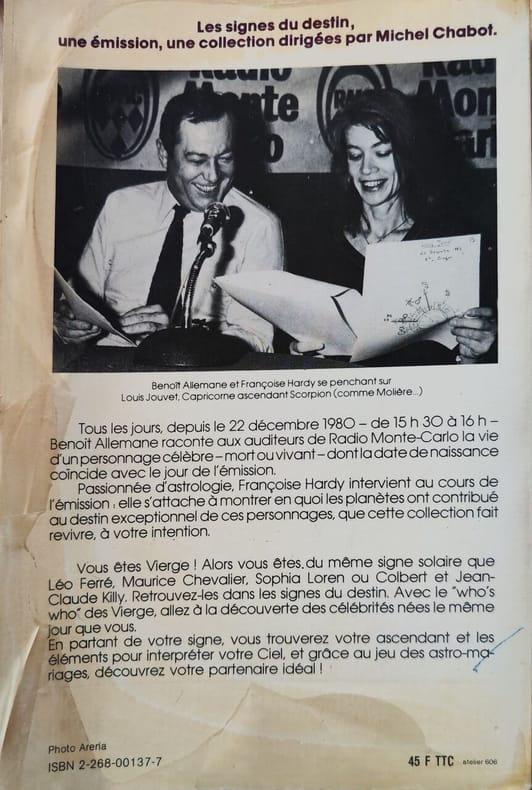 Les signes du destin,
une émission, une collection dirigées par Michel Chabot.
Radio
Monte
lo
RMC
Radio
Mon
Carl
Benoît Allemane et Françoise Hardy se penchant sur
Louis Jouvet, Capricorne ascendant Scorpion (comme Molière...)
Tous les jours, depuis le 22 décembre 1980 – de 15 h 30 à 16 h –
Benoît Allemane raconte aux auditeurs de Radio Monte-Carlo la vie
d'un personnage célèbre – mort ou vivant – dont la date de naissance
coïncide avec le jour de l'émission.
Passionnée d'astrologie, Françoise Hardy intervient au cours de
l'émission : elle s'attache à montrer en quoi les planètes ont contribué
au destin exceptionnel de ces personnages, que cette collection fait
revivre, à votre intention.
Vous êtes Vierge ! Alors vous êtes du même signe solaire que
Léo Ferré, Maurice Chevalier, Sophia Loren ou Colbert et Jean-
Claude Killy. Retrouvez-les dans les signes du destin. Avec le "who's
who" des Vierge, allez à la découverte des célébrités nées le même
jour que vous.
En partant de votre signe, vous trouverez votre ascendant et les
éléments pour interpréter votre Ciel, et grâce au jeu des astro-ma-
riages, découvrez votre partenaire idéal !
Photo Areria
ISBN 2-268-00137-7
45 F TTC atelier 606